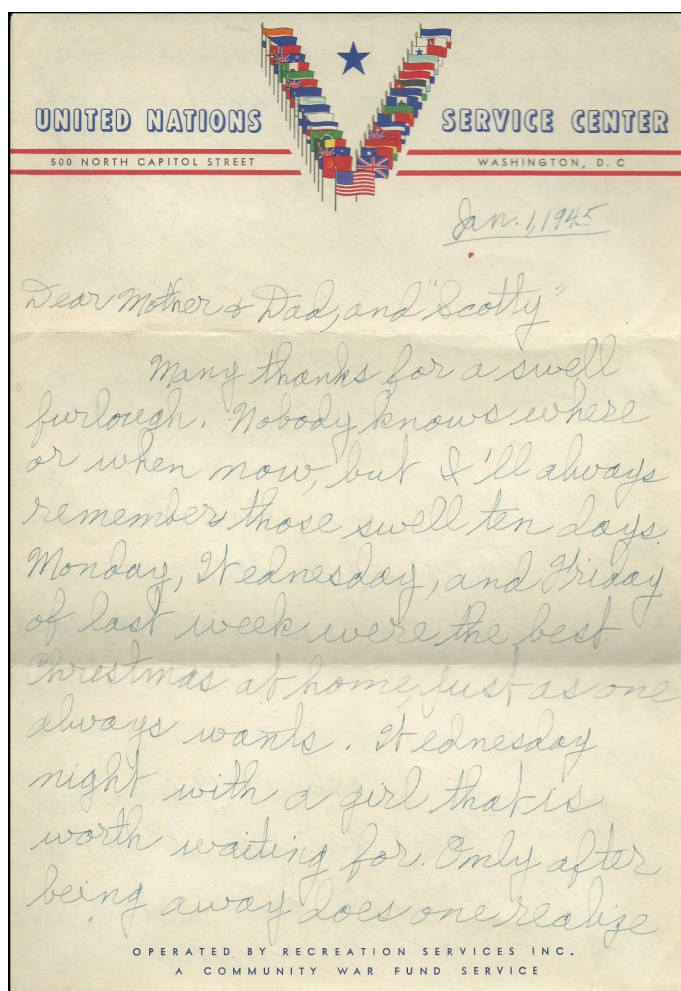 UNITED NATIONS SERVICE CENTER
500 NORTH CAPITOL STREET WASHINGTON, D. C
Jan. 1, 1945
Dear Mother & Dad, and "Scotty"
Many thanks for a swell
furlough. Nobody knows where
or when now, but I'll always
remember those swell ten days.
Monday, Wednesday, and Friday
of last week were the best.
Christmas at home, just as one
always wants. Wednesday
night with a girl that is
worth waiting for. Only after
being away does one realize
OPERATED BY RECREATION SERVICES INC.
A COMMUNITY WAR FUND SERVICE